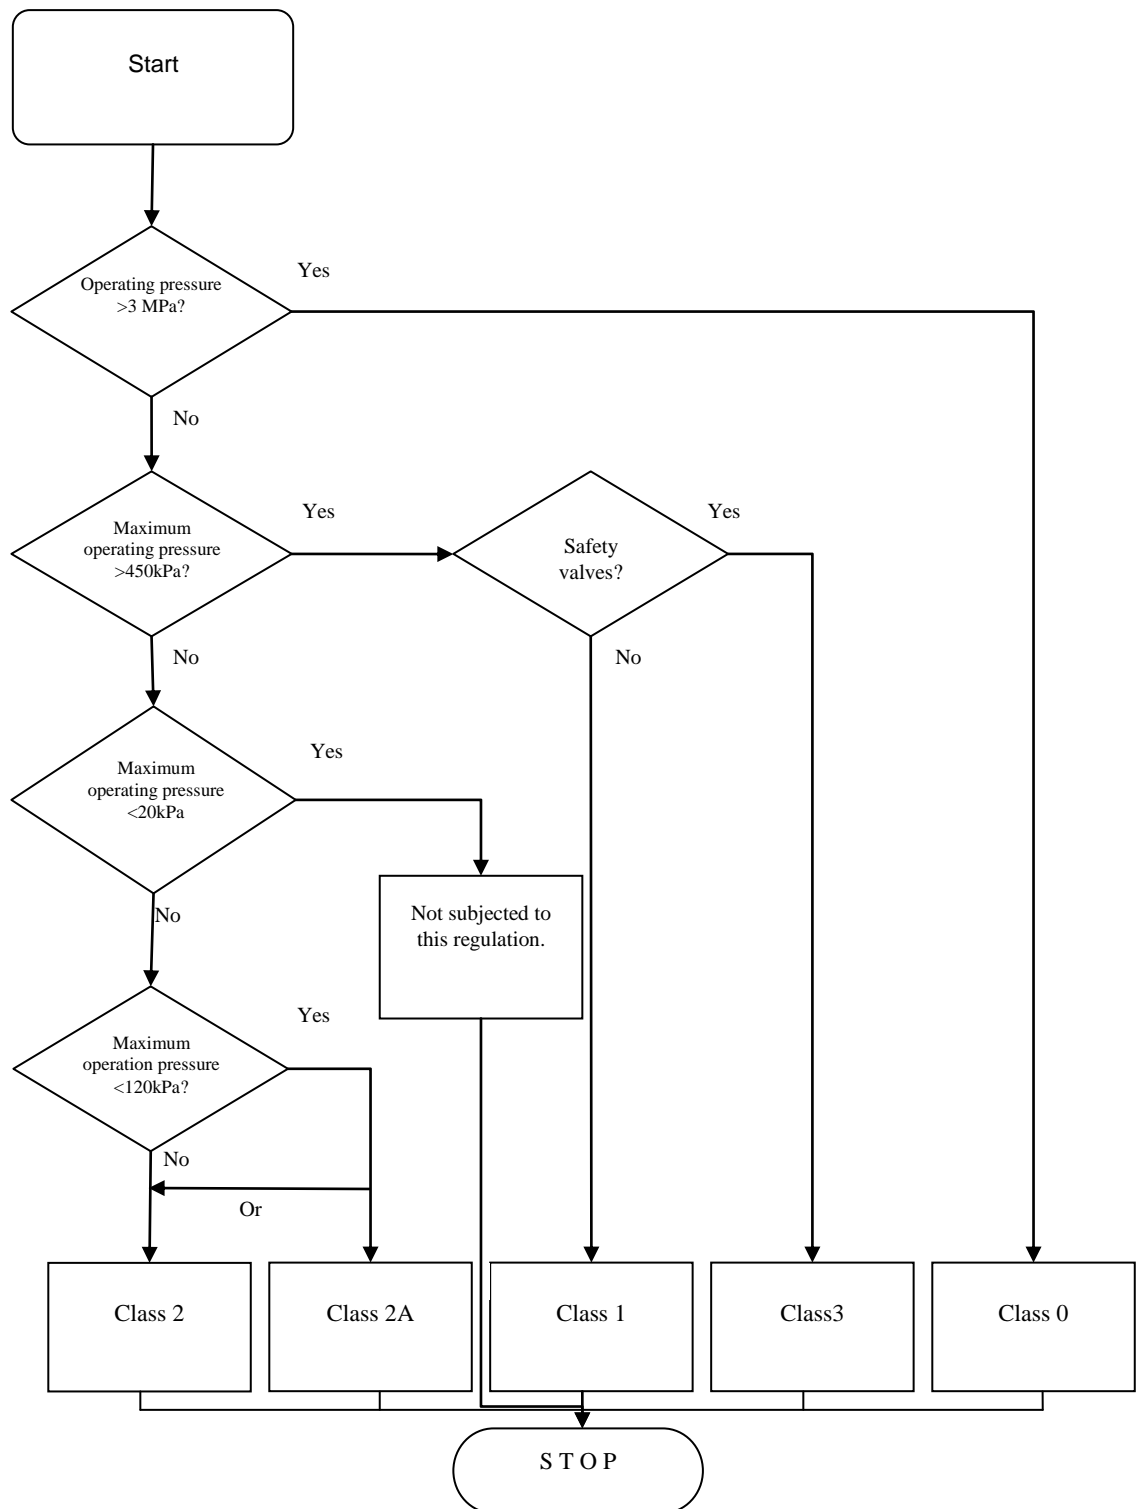 Start
Operating pressure
>3 MPa?
Yes
No
Maximum
operating pressure
>450kPa?
Yes
Safety
valves?
Yes
No
No
Maximum
operating pressure
<20kPa
Yes
Not subjected to
this regulation.
No
Maximum
operation pressure
<120kPa?
Yes
No
Or
Class 2
Class 2A
Class 1
Class3
Class 0
S T O P